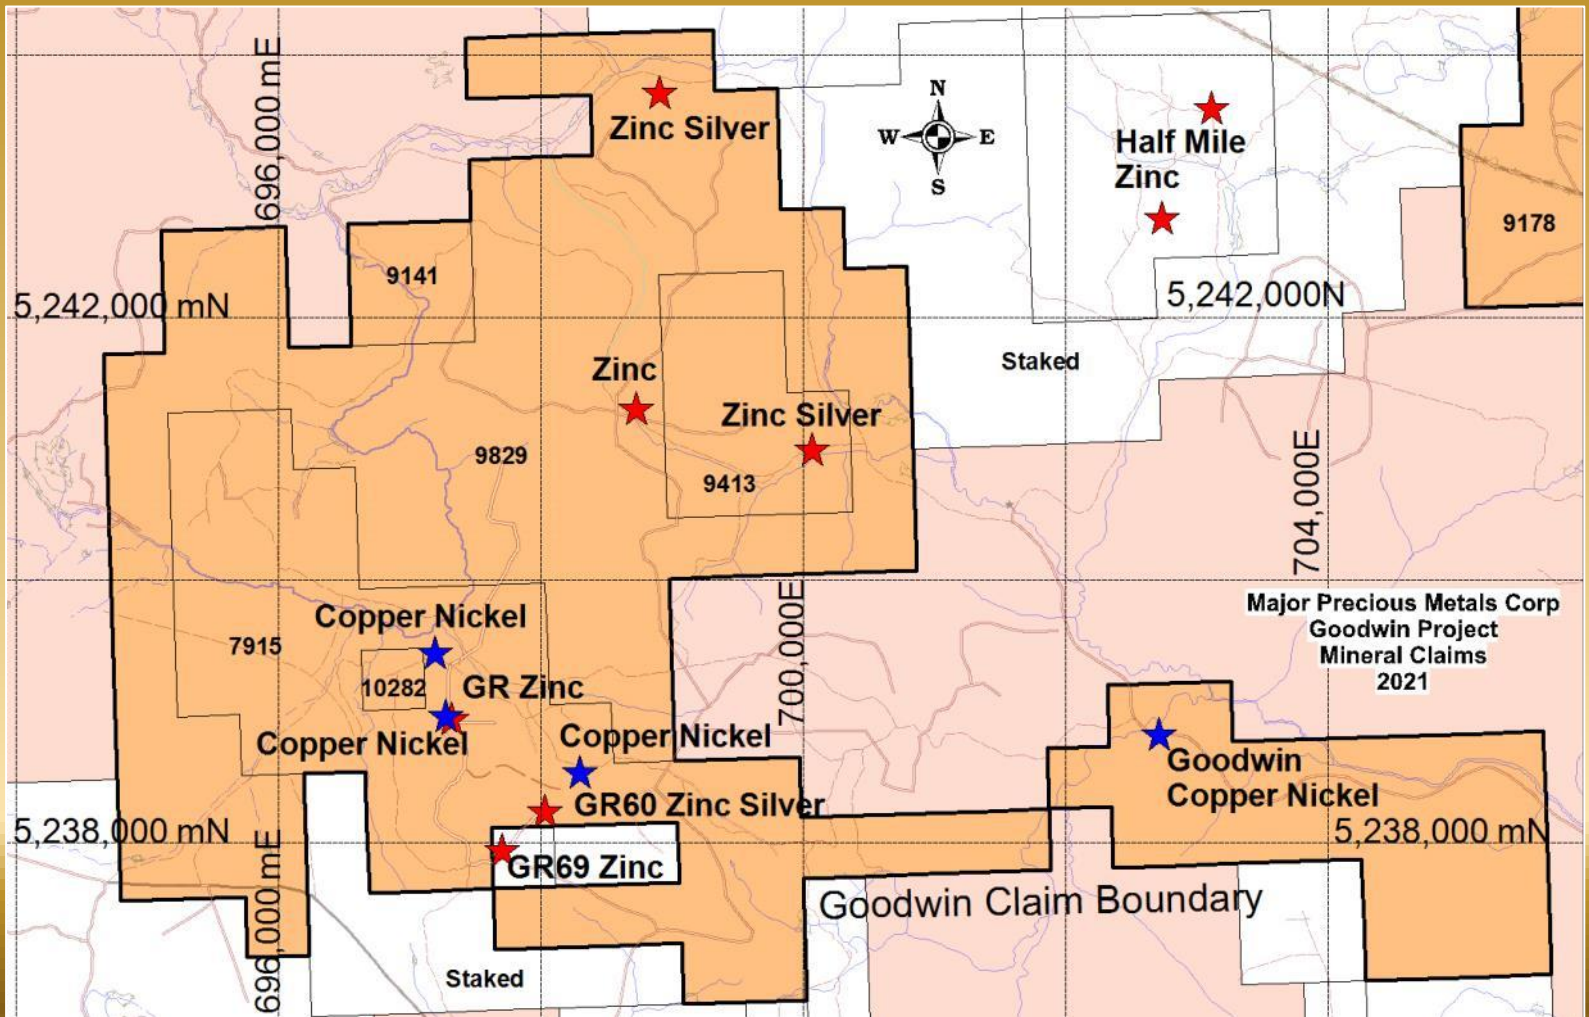 696,000 mE
Zinc Silver
N
W
E
S
Half Mile
Zinc
9178
9141
5,242,000 mN
5,242,000N
Staked
Zinc
Zinc Silver
9829
9413
704,000E
Copper Nickel
7915
10282
GR Zinc
Copper Nickel
Copper Nickel
700,000E
Major Precious Metals Corp
Goodwin Project
Mineral Claims
2021
Goodwin
Copper Nickel
GR60 Zinc Silver
5,238,000 mN
5,238,000 mN
GR69 Zinc
696,000 mE
Goodwin Claim Boundary
Staked